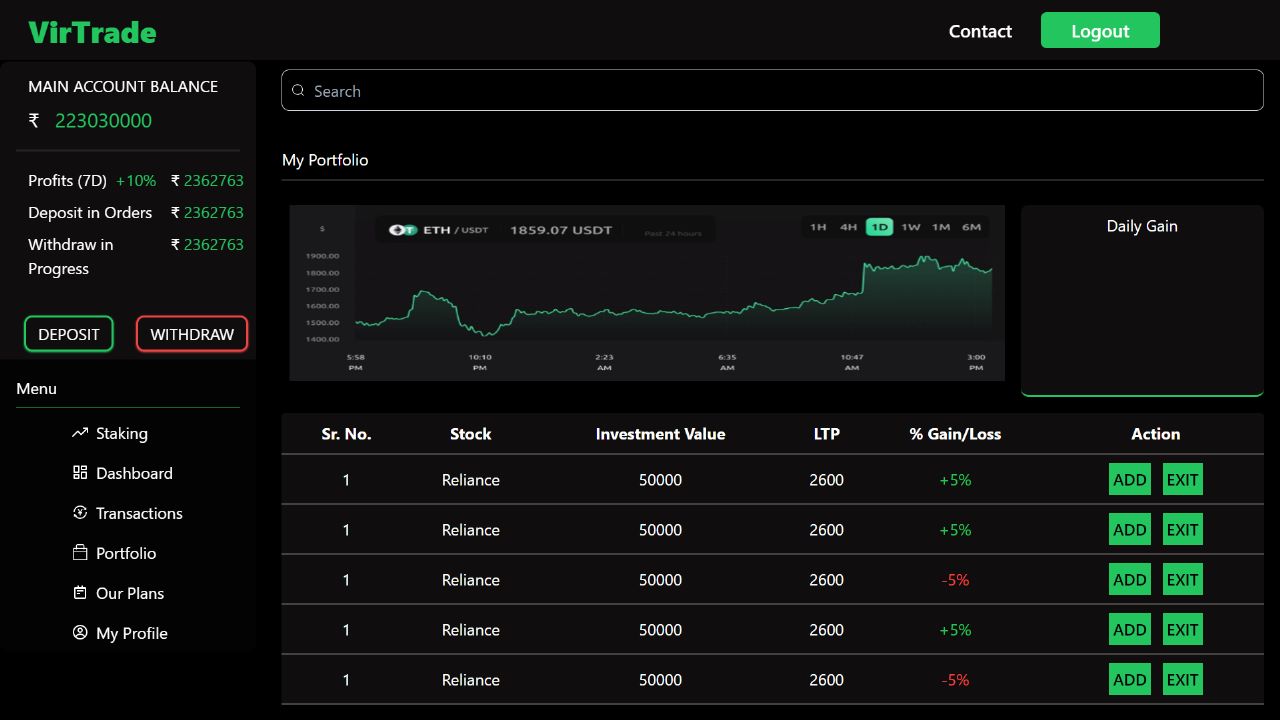 VirTrade
Contact
Logout
MAIN ACCOUNT BALANCE
₹ 223030000
Profits (7D) +10% ₹ 2362763
Deposit in Orders ₹ 2362763
Withdraw in Progress ₹ 2362763
DEPOSIT
WITHDRAW
Menu
Staking
Dashboard
Transactions
Portfolio
Our Plans
My Profile
Search
My Portfolio
$
ETH / USDT 1859.07 USDT Past 24 hours
1H 4H 1D 1W 1M 6M
1900.00
1800.00
1700.00
1600.00
1500.00
1400.00
5:58 PM
10:10 PM
2:23 AM
6:35 AM
10:47 AM
3:00 PM
Daily Gain
Sr. No. Stock Investment Value LTP % Gain/Loss Action
1 Reliance 50000 2600 +5% ADD EXIT
1 Reliance 50000 2600 +5% ADD EXIT
1 Reliance 50000 2600 -5% ADD EXIT
1 Reliance 50000 2600 +5% ADD EXIT
1 Reliance 50000 2600 -5% ADD EXIT